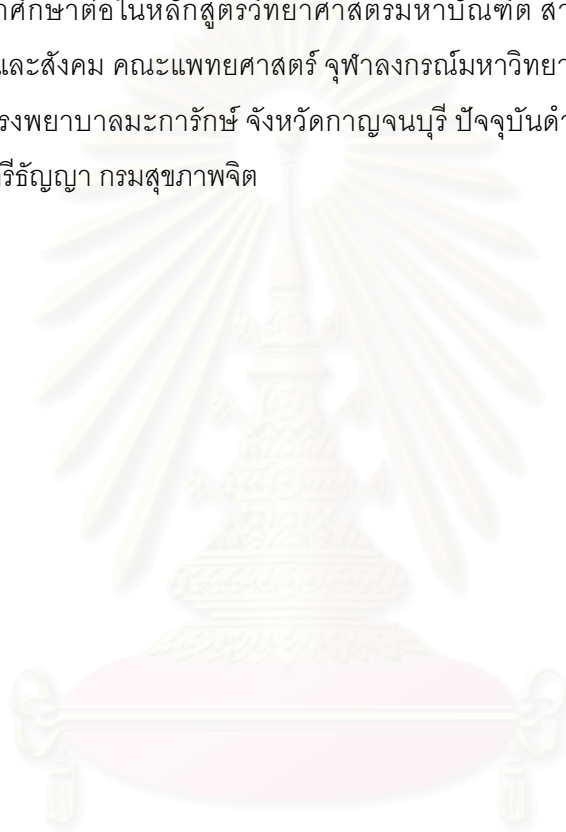 ศึกษาต่อในหลักสูตรวิทยาศาสตรมหาบัณฑิต
และสังคม คณะแพทยศาสตร์ จุฬาลงกรณ์มหาวิทยา
รงพยาบาลมะการักษ์ จังหวัดกาญจนบุรี ปัจจุบันดำ
รีธัญญา กรมสุขภาพจิต